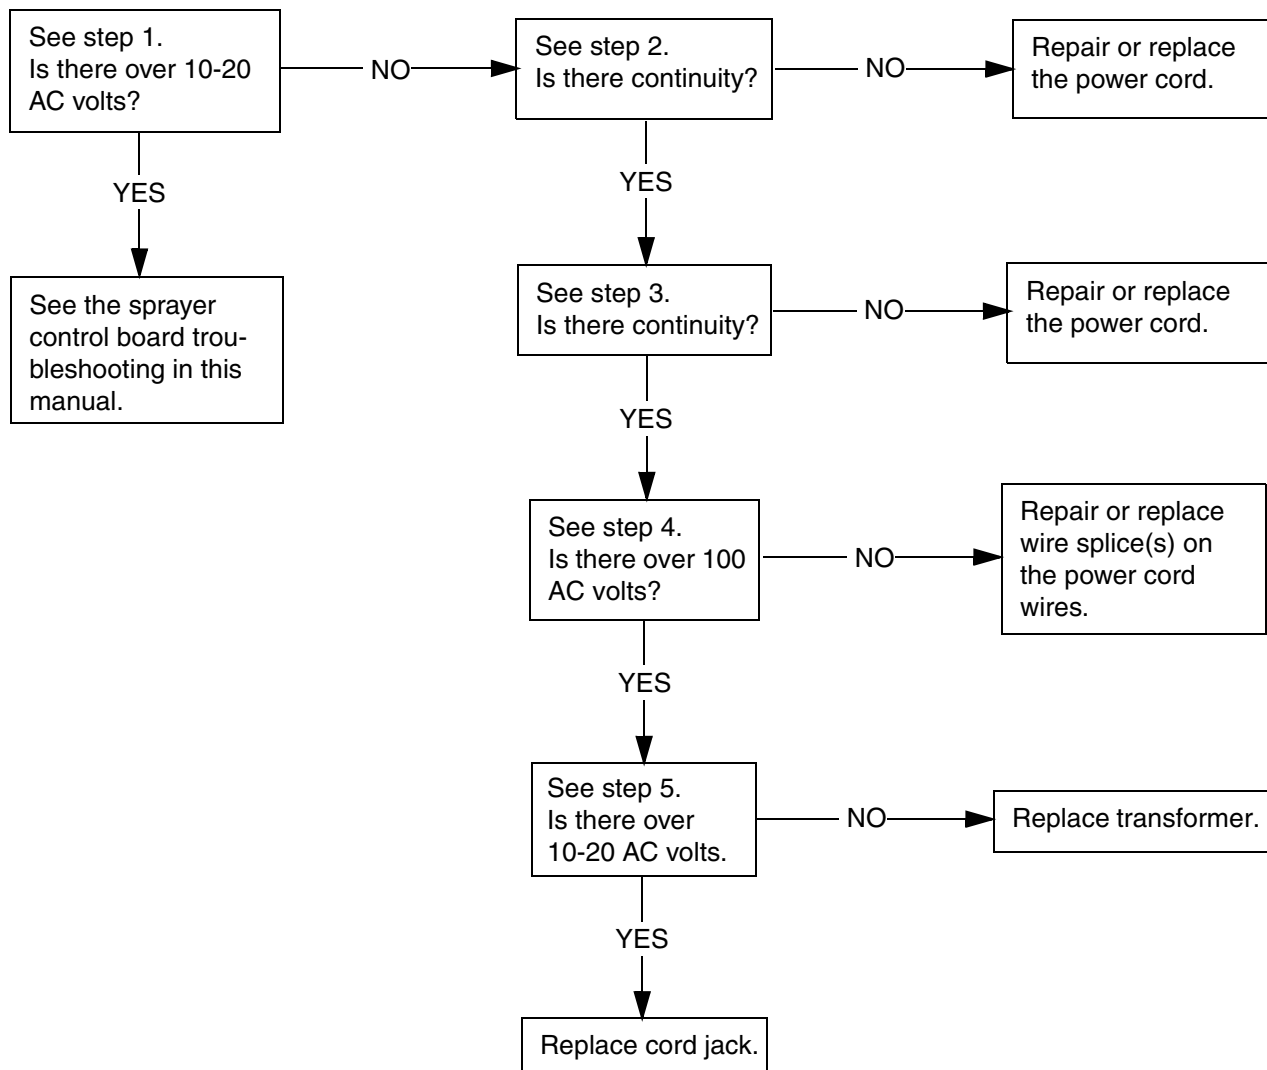 See step 1.
Is there over 10-20
AC volts?
NO
See step 2.
Is there continuity?
NO
Repair or replace
the power cord.
YES
YES
See the sprayer
control board trou-
bleshooting in this
manual.
See step 3.
Is there continuity?
NO
Repair or replace
the power cord.
YES
See step 4.
Is there over 100
AC volts?
NO
Repair or replace
wire splice(s) on
the power cord
wires.
YES
See step 5.
Is there over
10-20 AC volts.
NO
Replace transformer.
YES
Replace cord jack.